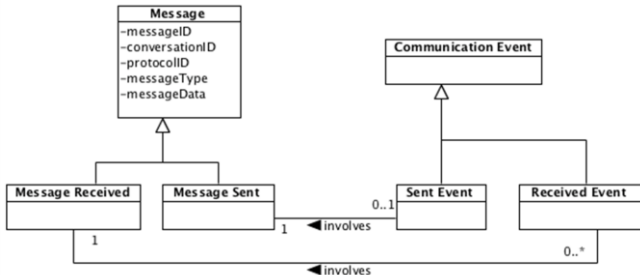 Message
-messageID
-conversationID
-protocolID
-messageType
-messageData
Communication Event
Message Received
Message Sent
Sent Event
Received Event
0..1
1
involves
1
0..*
involves